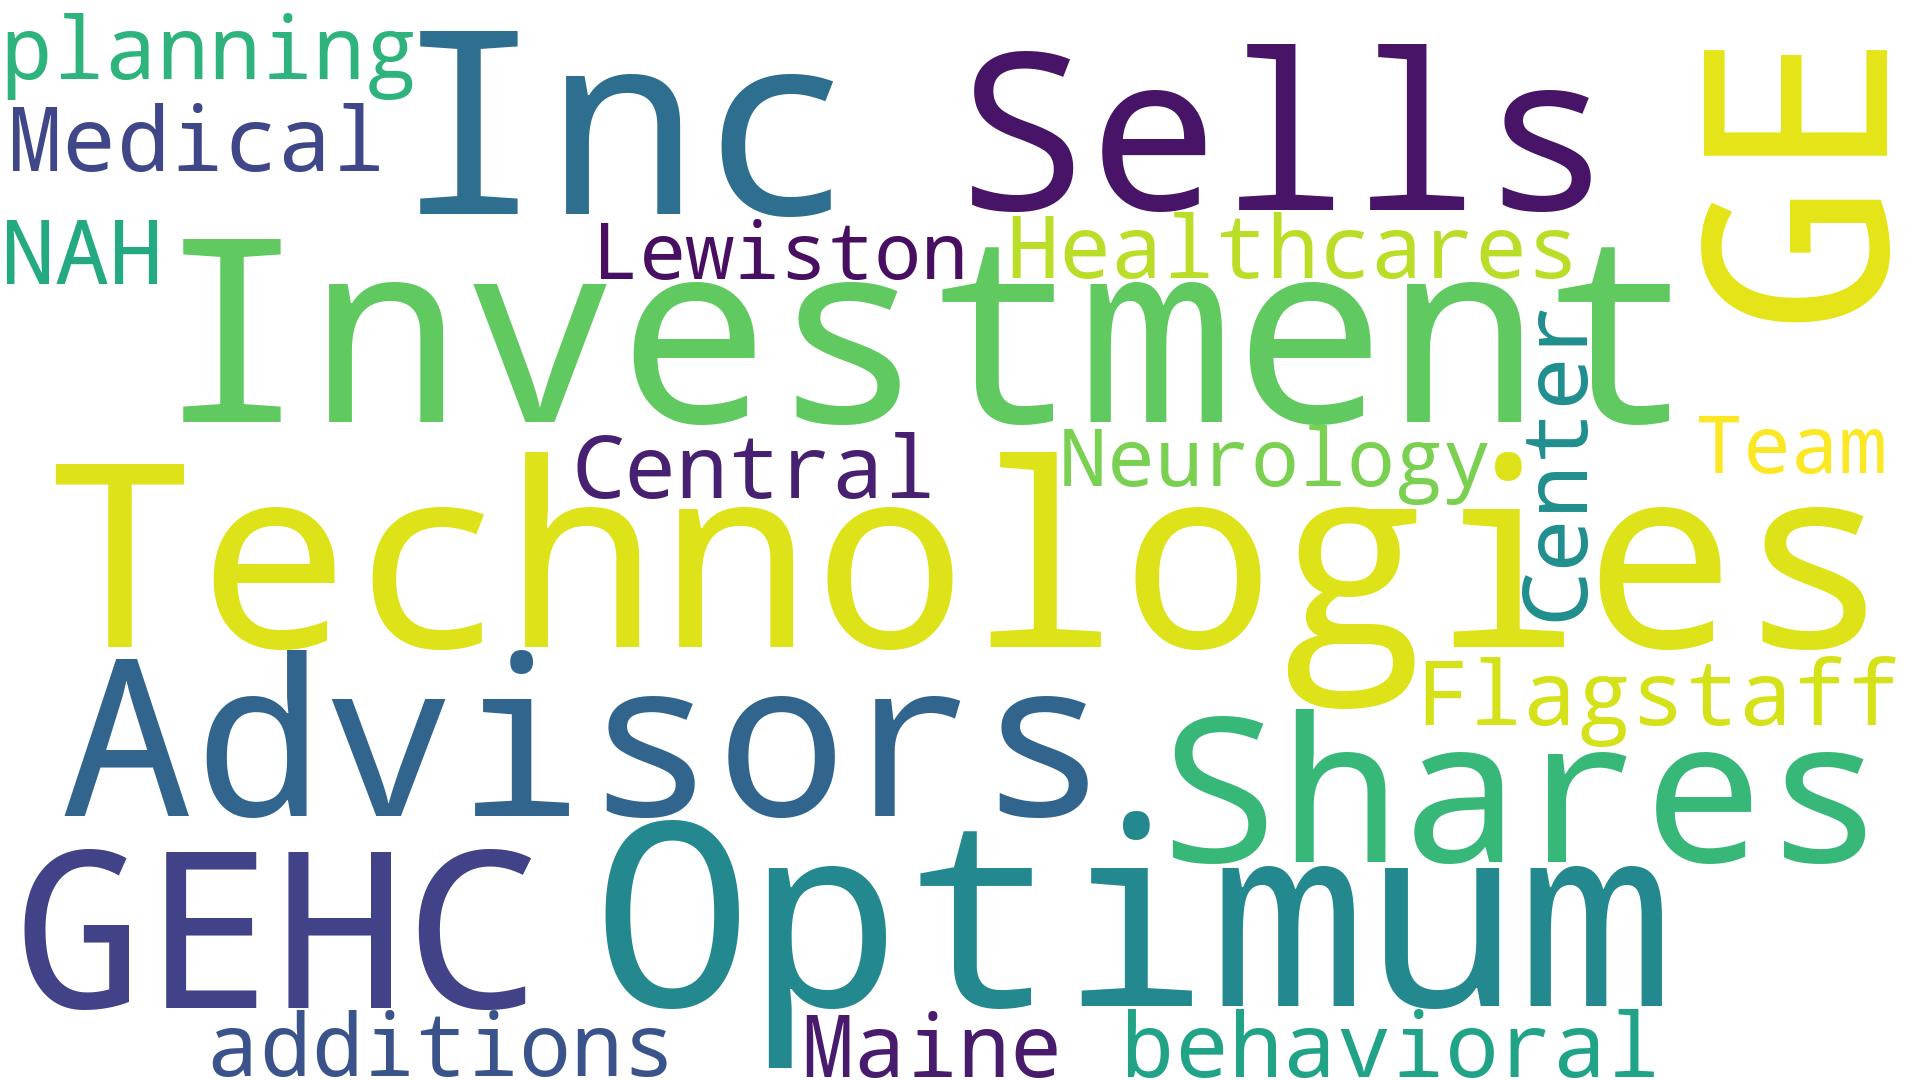 planning
Inc
Sells
GE
Medical
NAH
Lewiston
Healthcares
Investment
Center
Central
Neurology
Team
Technologies
Advisors
Flagstaff
Shares
GEHC
Optimum
additions
Maine
behavioral